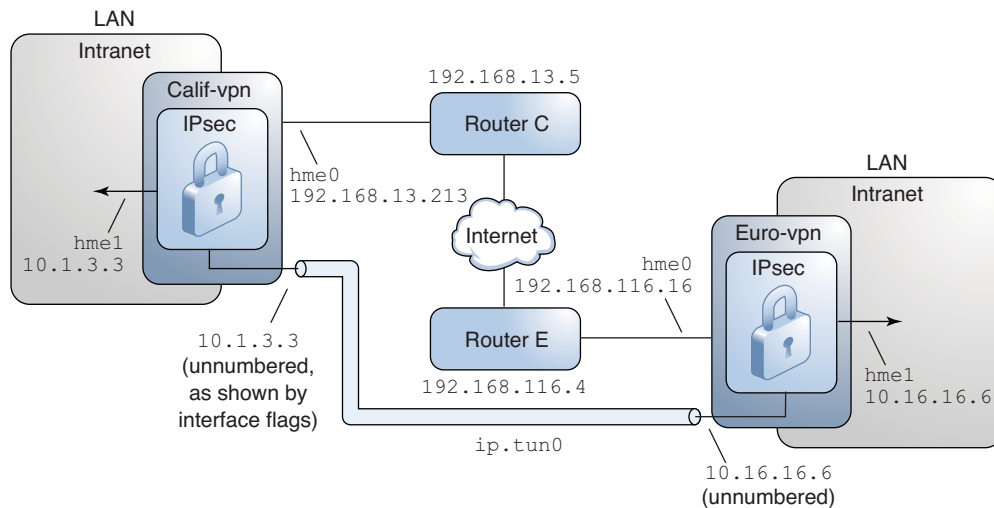 LAN
Intranet
Calif-vpn
IPsec
hme1
10.1.3.3
hme0
192.168.13.213
192.168.13.5
Router C
Internet
Router E
192.168.116.4
hme0
192.168.116.16
LAN
Intranet
Euro-vpn
IPsec
hme1
10.16.16.6
10.1.3.3
(unnumbered,
as shown by
interface flags)
ip.tun0
10.16.16.6
(unnumbered)